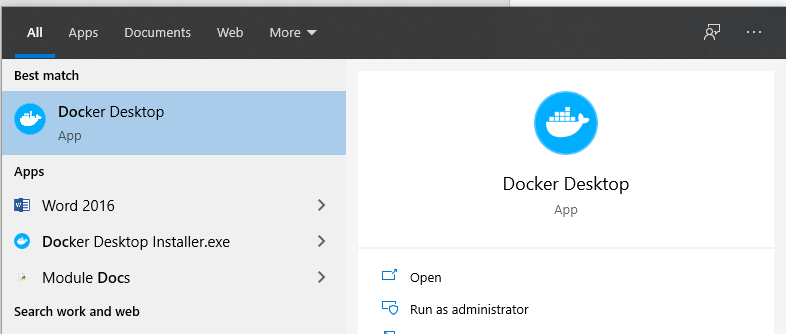 All Apps Documents Web More
Best match
Docker Desktop
App
Apps
Word 2016
Docker Desktop Installer.exe
Module Docs
Search work and web
Docker Desktop
App
Open
Run as administrator